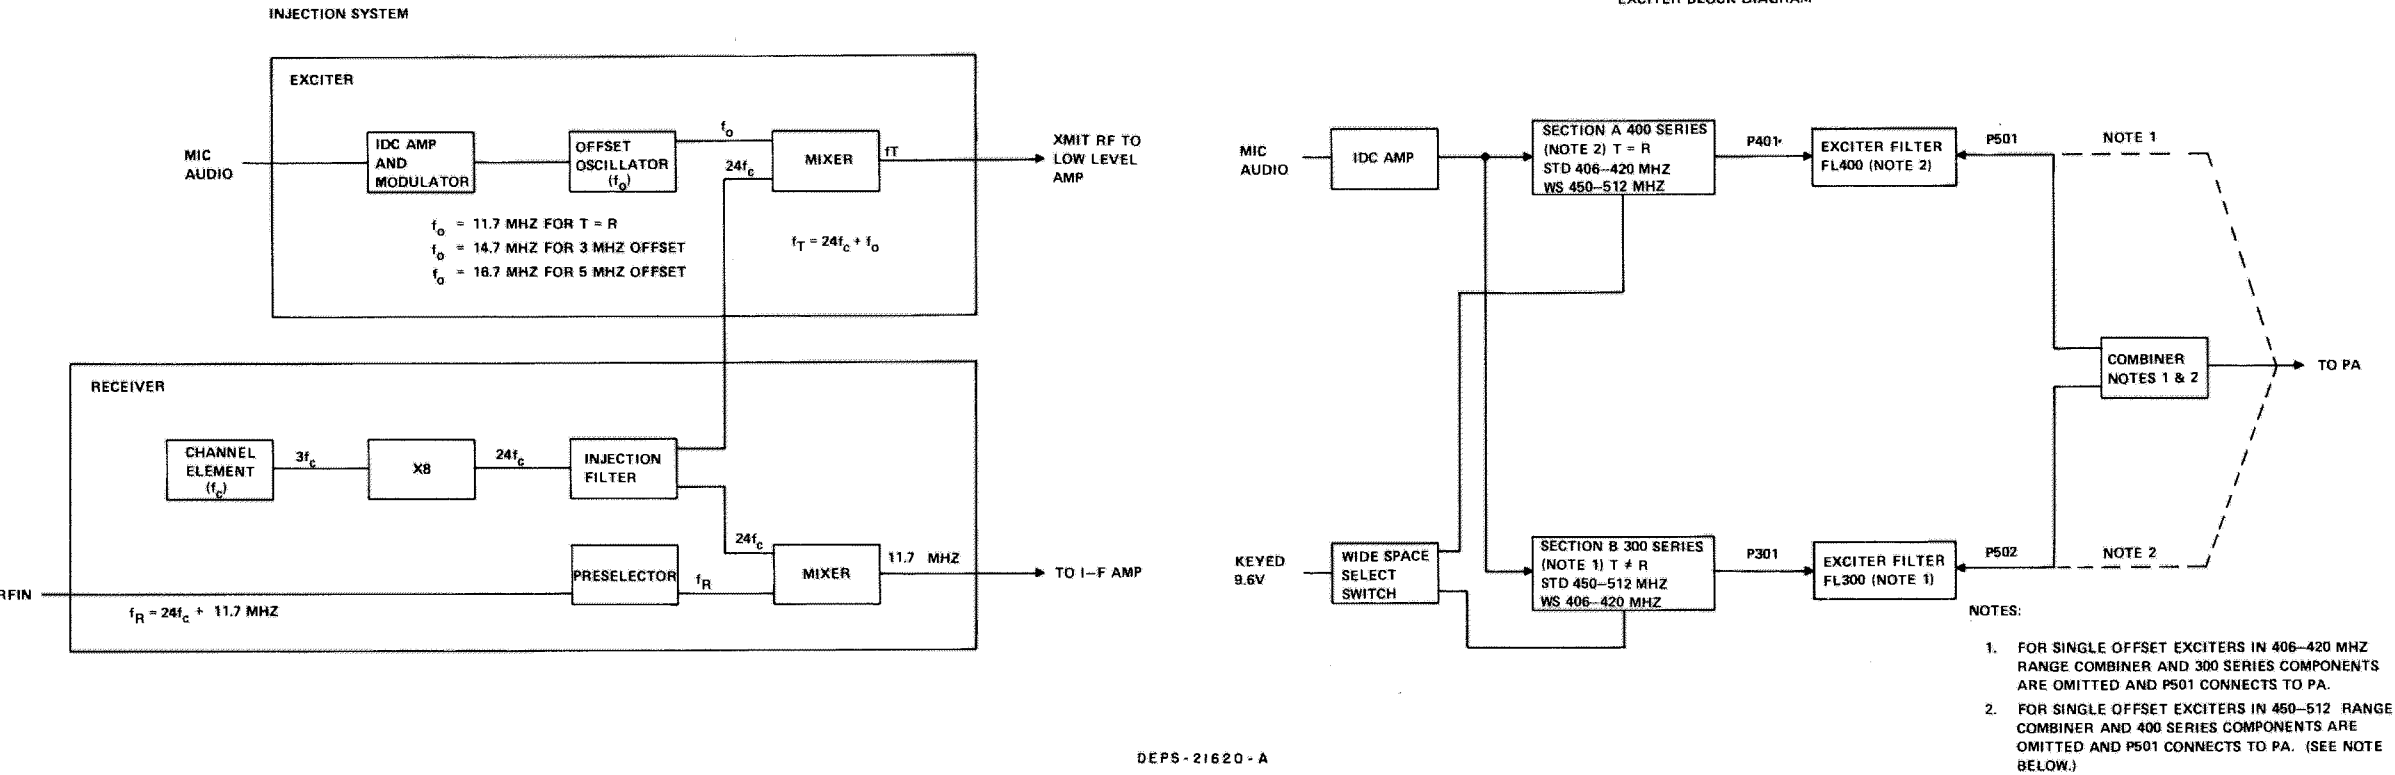 INJECTION SYSTEM
EXCITER
MIC
AUDIO
IDC AMP
AND
MODULATOR
OFFSET
OSCILLATOR
(fo)
fo
24fc
MIXER
fT
XMIT RF TO
LOW LEVEL
AMP
fo = 11.7 MHZ FOR T = R
fo = 14.7 MHZ FOR 3 MHZ OFFSET
fo = 16.7 MHZ FOR 5 MHZ OFFSET
fT = 24fc + fo
RECEIVER
CHANNEL
ELEMENT
(fc)
3fc
X8
24fc
INJECTION
FILTER
24fc
PRESELECTOR
fR
MIXER
11.7 MHZ
TO I-F AMP
RFIN
fR = 24fc + 11.7 MHZ
EXCITER BLOCK DIAGRAM
MIC
AUDIO
IDC AMP
SECTION A 400 SERIES
(NOTE 2) T = R
STD 406-420 MHZ
WS 450-512 MHZ
P401
EXCITER FILTER
FL400 (NOTE 2)
P501
NOTE 1
COMBINER
NOTES 1 & 2
TO PA
KEYED
9.6V
WIDE SPACE
SELECT
SWITCH
SECTION B 300 SERIES
(NOTE 1) T ≠ R
STD 450-512 MHZ
WS 406-420 MHZ
P301
EXCITER FILTER
FL300 (NOTE 1)
P502
NOTE 2
NOTES:
1. FOR SINGLE OFFSET EXCITERS IN 406-420 MHZ
RANGE COMBINER AND 300 SERIES COMPONENTS
ARE OMITTED AND P501 CONNECTS TO PA.
2. FOR SINGLE OFFSET EXCITERS IN 450-512 RANGE
COMBINER AND 400 SERIES COMPONENTS ARE
OMITTED AND P501 CONNECTS TO PA. (SEE NOTE
BELOW.)
DEPS-21620-A